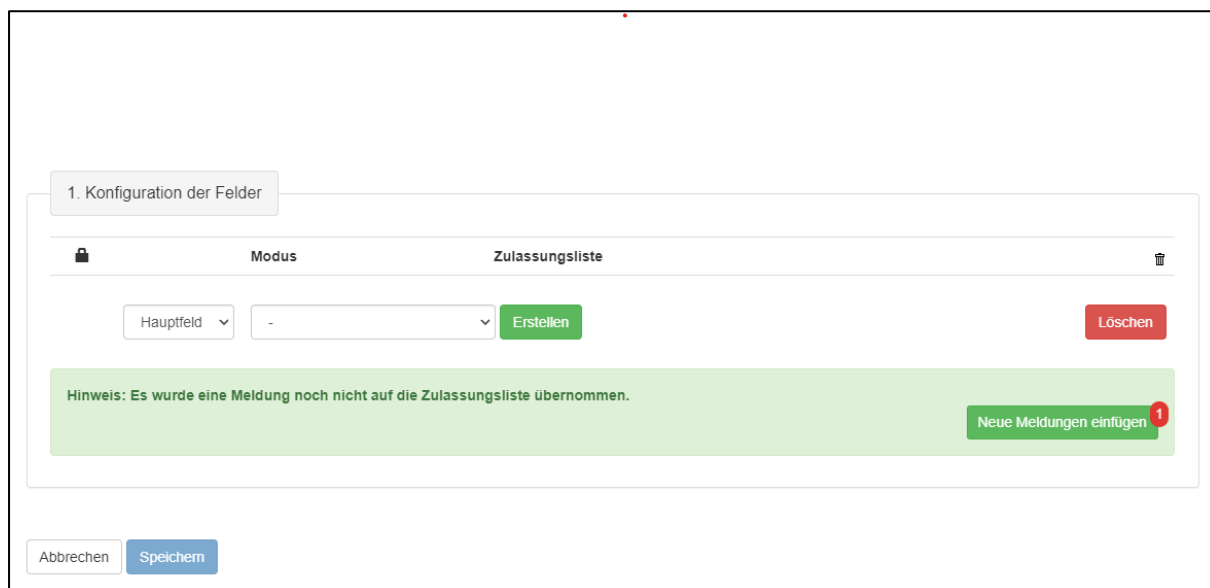 1. Konfiguration der Felder
Modus Zulassungsliste
Hauptfeld - Erstellen Löschen
Hinweis: Es wurde eine Meldung noch nicht auf die Zulassungsliste übernommen.
Neue Meldungen einfügen 1
Abbrechen Speichern